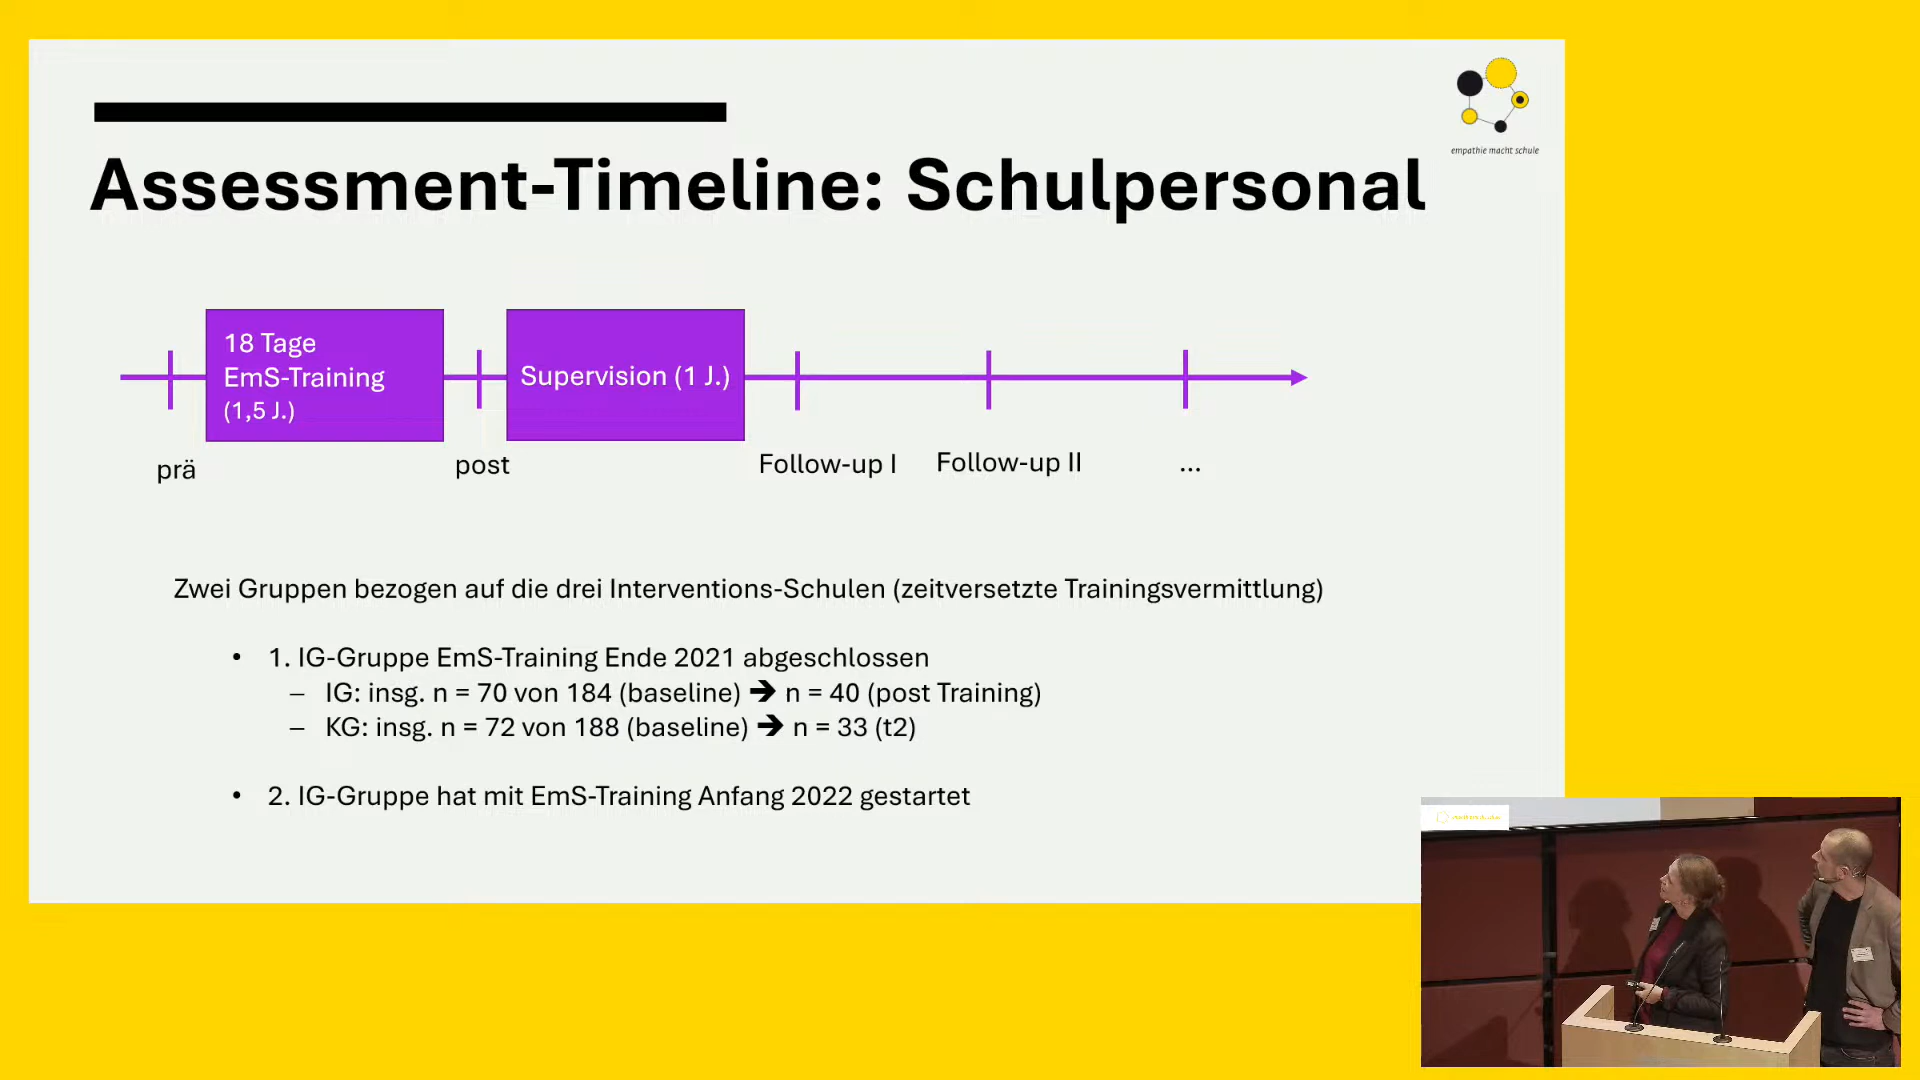 empathie macht schule
Assessment-Timeline: Schulpersonal
18 Tage
EmS-Training
(1,5 J.)
Supervision (1 J.)
prä
post
Follow-up I
Follow-up II
...
Zwei Gruppen bezogen auf die drei Interventions-Schulen (zeitversetzte Trainingsvermittlung)
• 1. IG-Gruppe EmS-Training Ende 2021 abgeschlossen
– IG: insg. n = 70 von 184 (baseline) ➔ n = 40 (post Training)
– KG: insg. n = 72 von 188 (baseline) ➔ n = 33 (t2)
• 2. IG-Gruppe hat mit EmS-Training Anfang 2022 gestartet